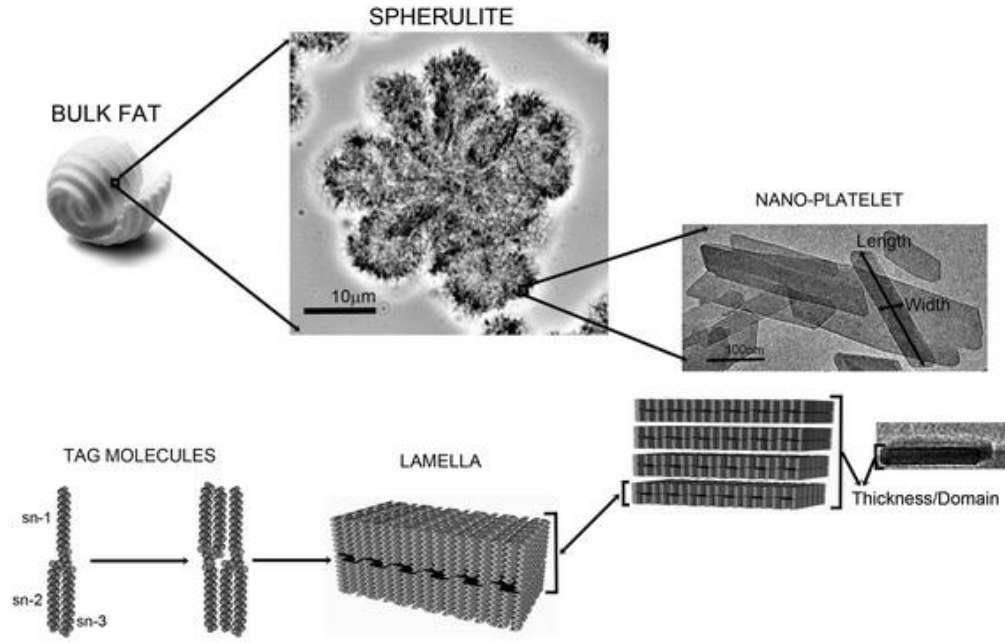 SPHERULITE
BULK FAT
10μm
NANO-PLATELET
Length
Width
100nm
TAG MOLECULES
LAMELLA
sn-1
sn-2
sn-3
Thickness/Domain